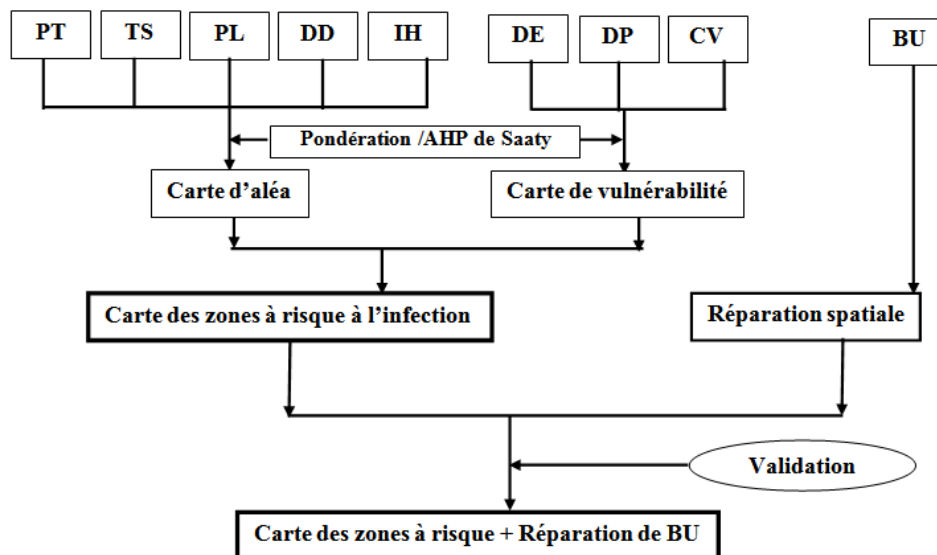 PT TS PL DD IH DE DP CV BU
Pondération /AHP de Saaty
Carte d'aléa
Carte de vulnérabilité
Carte des zones à risque à l'infection
Réparation spatiale
Validation
Carte des zones à risque + Réparation de BU